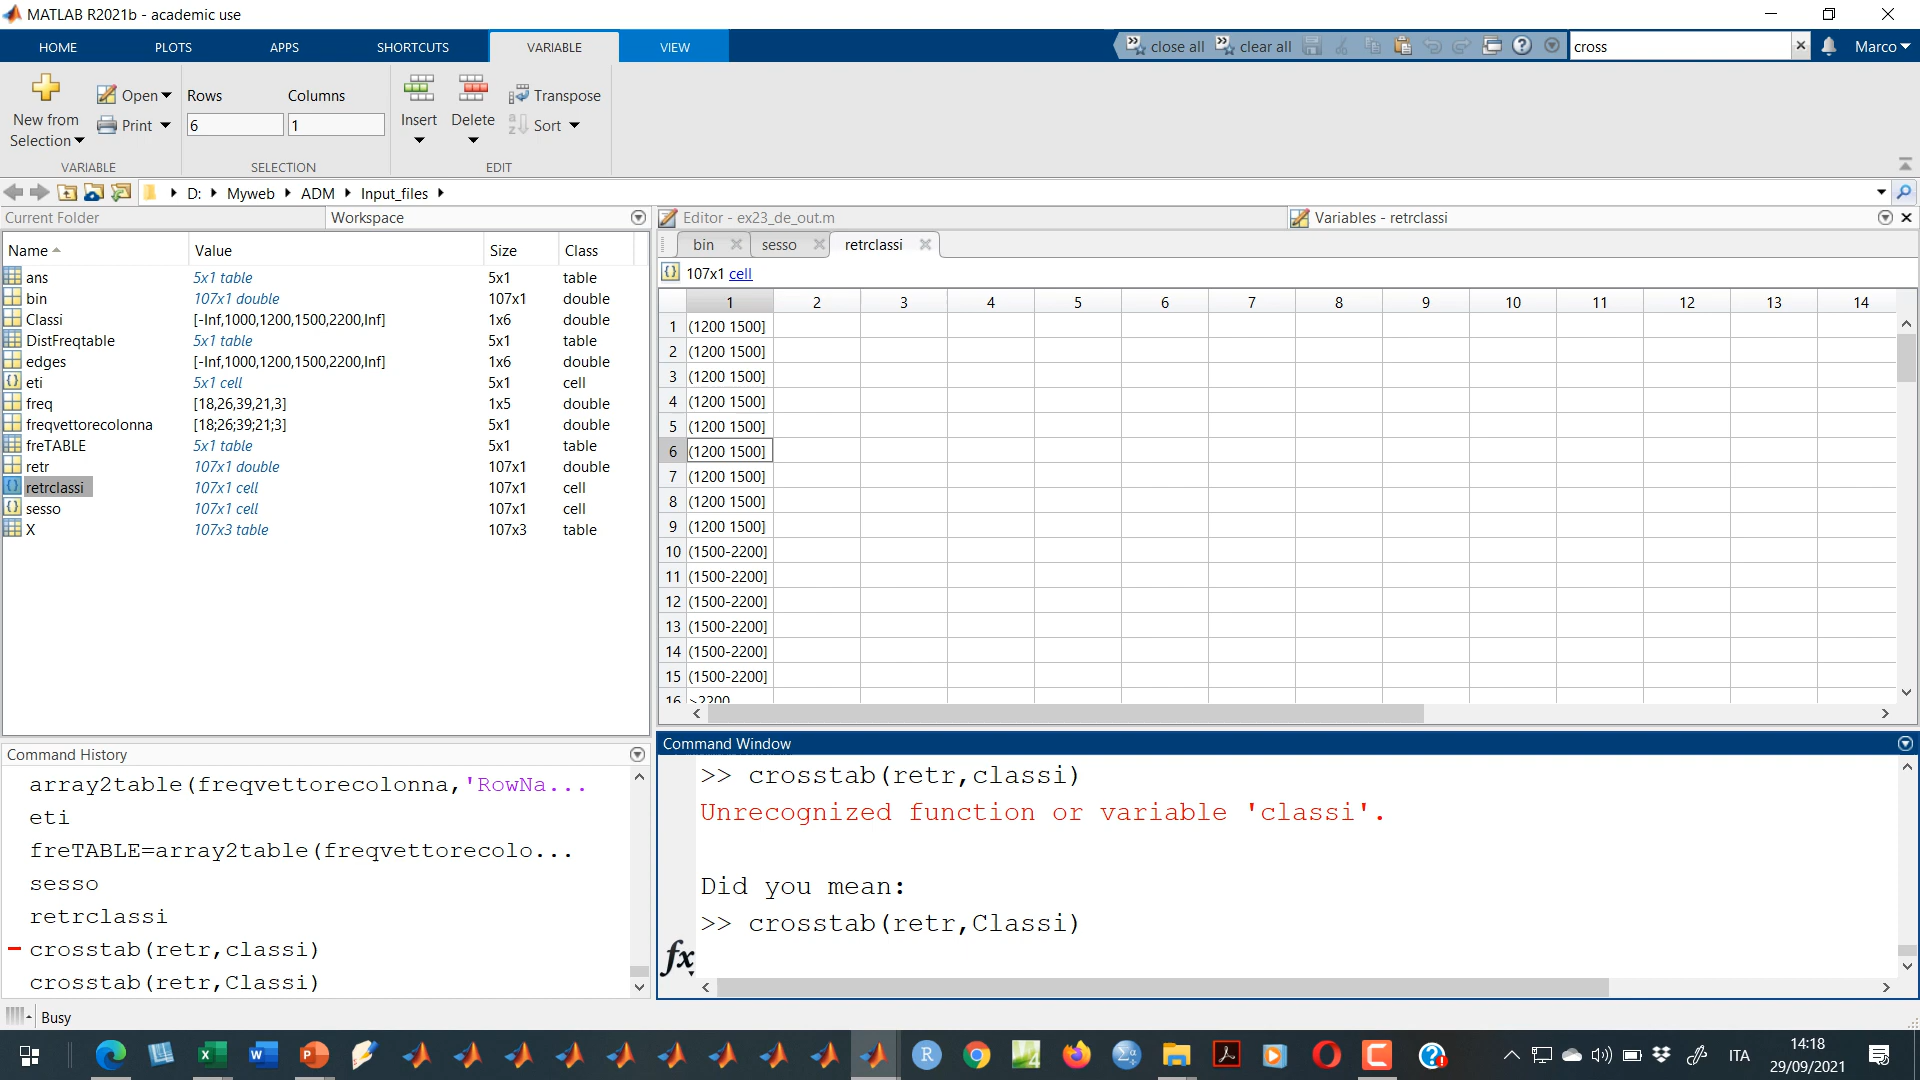 MATLAB R2021b - academic use
HOME PLOTS APPS SHORTCUTS VARIABLE VIEW close all clear all cross Marco
New from Selection
Open
Print
VARIABLE
Rows Columns
6 1
SELECTION
Insert
Delete
Transpose
Sort
EDIT
D: Myweb ADM Input_files
Current Folder
Workspace
Name Value Size Class
ans 5x1 table 5x1 table
bin 107x1 double 107x1 double
Classi [-Inf,1000,1200,1500,2200,Inf] 1x6 double
DistFreqtable 5x1 table 5x1 table
edges [-Inf,1000,1200,1500,2200,Inf] 1x6 double
eti 5x1 cell 5x1 cell
freq [18,26,39,21,3] 1x5 double
freqvettorecolonna [18;26;39;21;3] 5x1 double
freTABLE 5x1 table 5x1 table
retr 107x1 double 107x1 double
retrclassi 107x1 cell 107x1 cell
sesso 107x1 cell 107x1 cell
X 107x3 table 107x3 table
Editor - ex23_de_out.m
Variables - retrclassi
bin sesso retrclassi
{} 107x1 cell
1 2 3 4 5 6 7 8 9 10 11 12 13 14
1 (1200 1500]
2 (1200 1500]
3 (1200 1500]
4 (1200 1500]
5 (1200 1500]
6 (1200 1500]
7 (1200 1500]
8 (1200 1500]
9 (1200 1500]
10 (1500-2200]
11 (1500-2200]
12 (1500-2200]
13 (1500-2200]
14 (1500-2200]
15 (1500-2200]
16 >2200
Command History
array2table(freqvettorecolonna,'RowNa...
eti
freTABLE=array2table(freqvettorecolo...
sesso
retrclassi
crosstab(retr,classi)
crosstab(retr,Classi)
Command Window
>> crosstab(retr,classi)
Unrecognized function or variable 'classi'.
Did you mean:
>> crosstab(retr,Classi)
fx
Busy
ITA
14:18
29/09/2021